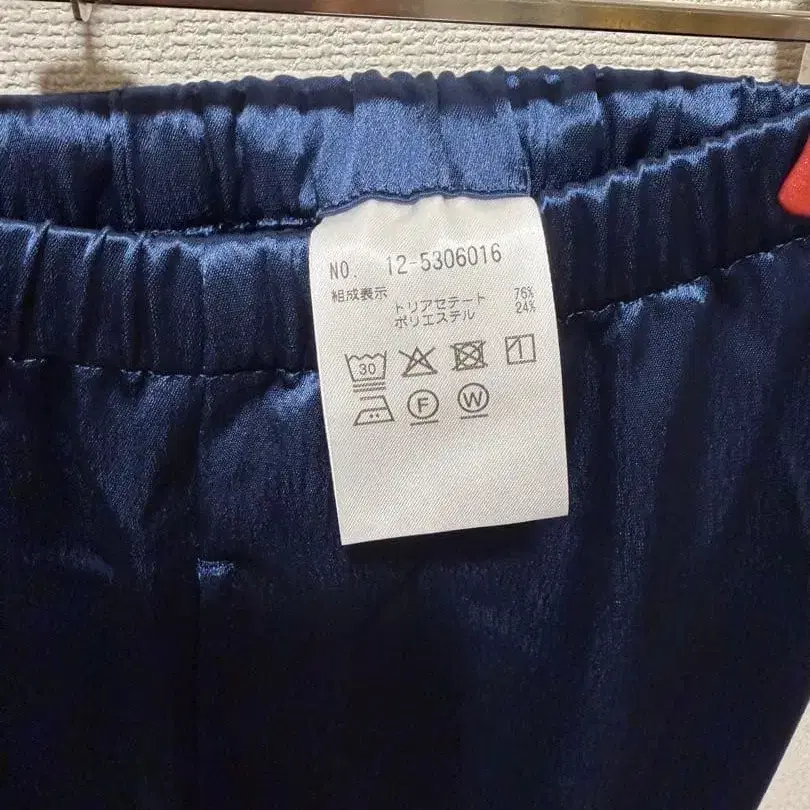 NO. 12-5306016
組成表示
トリアセテート 76%
ポリエステル 24%
30
F W